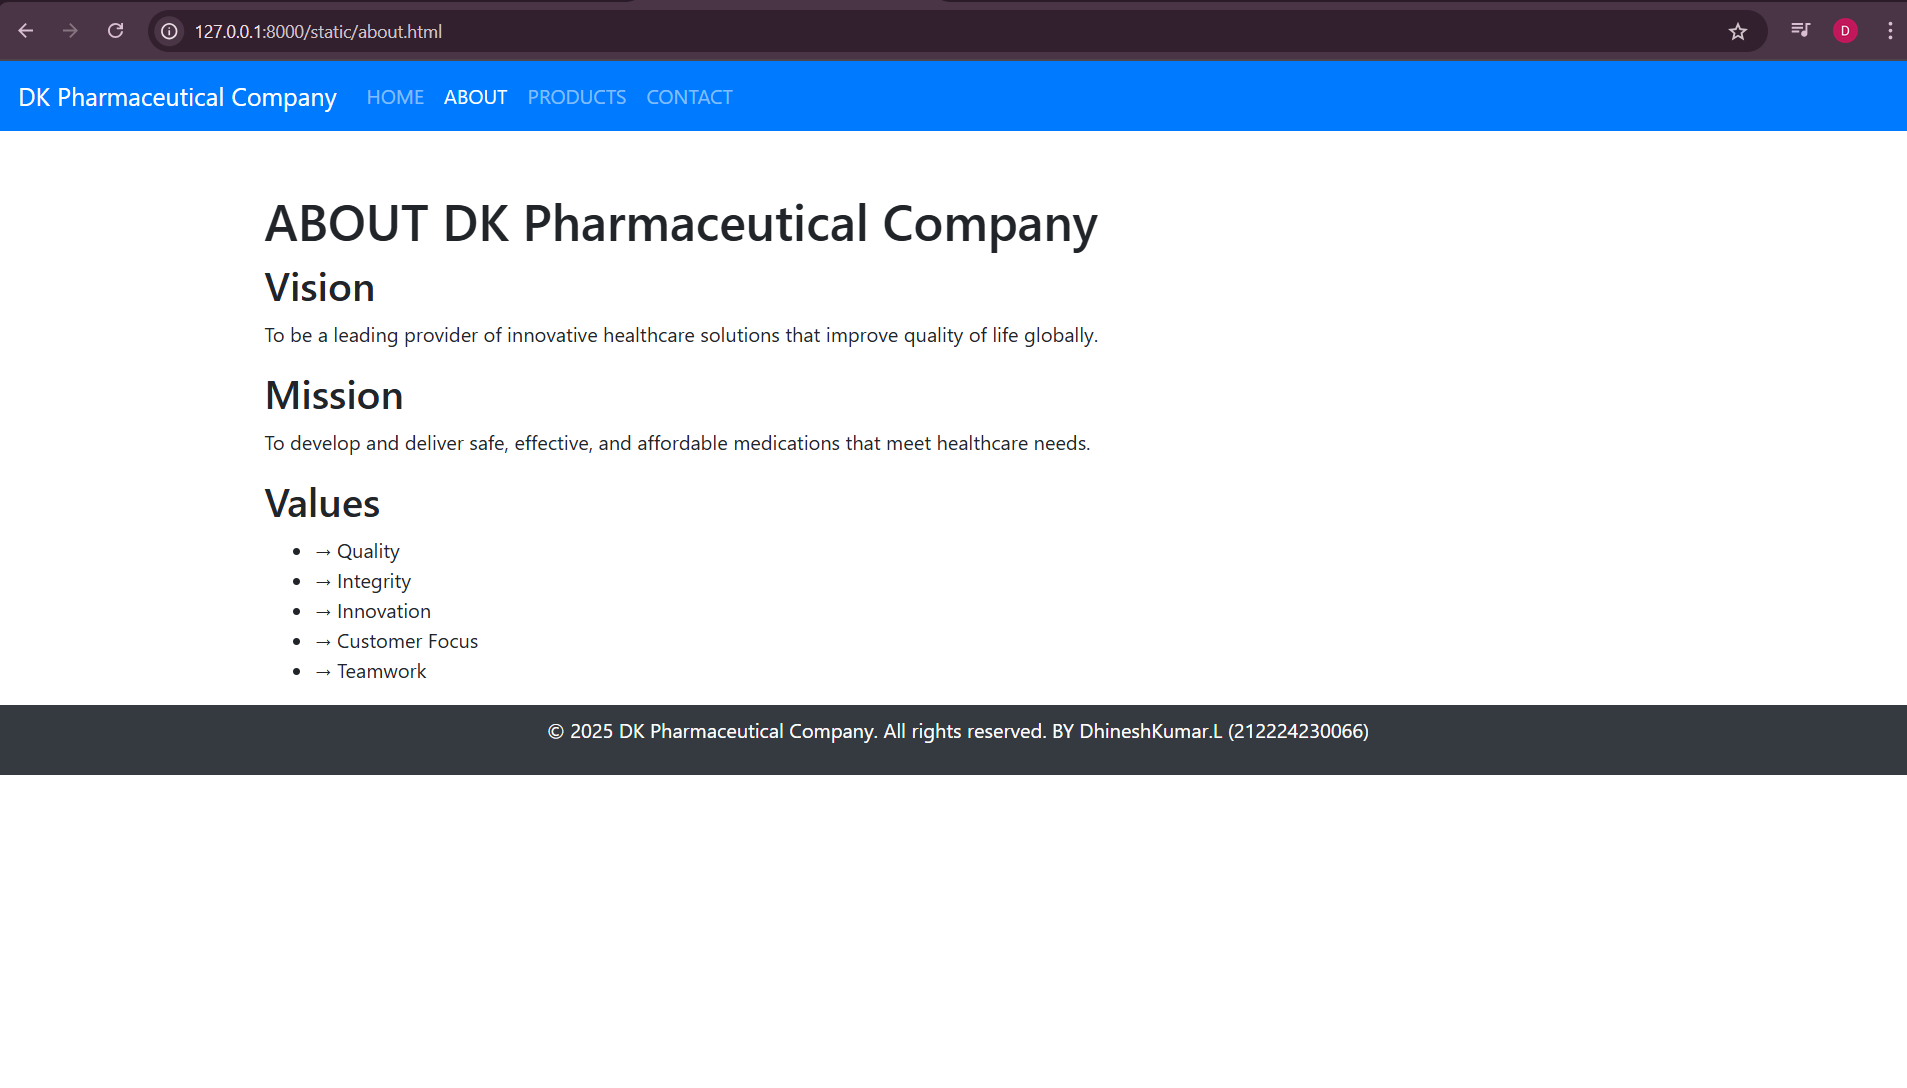 127.0.0.1:8000/static/about.html
D
DK Pharmaceutical Company HOME ABOUT PRODUCTS CONTACT
ABOUT DK Pharmaceutical Company
Vision
To be a leading provider of innovative healthcare solutions that improve quality of life globally.
Mission
To develop and deliver safe, effective, and affordable medications that meet healthcare needs.
Values
• → Quality
• → Integrity
• → Innovation
• → Customer Focus
• → Teamwork
© 2025 DK Pharmaceutical Company. All rights reserved. BY DhineshKumar.L (212224230066)